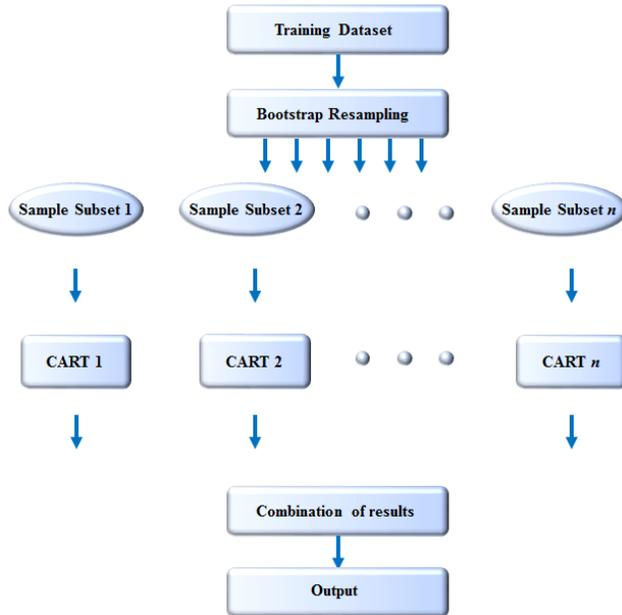 Training Dataset
Bootstrap Resampling
Sample Subset 1
Sample Subset 2
Sample Subset n
CART 1
CART 2
CART n
Combination of results
Output